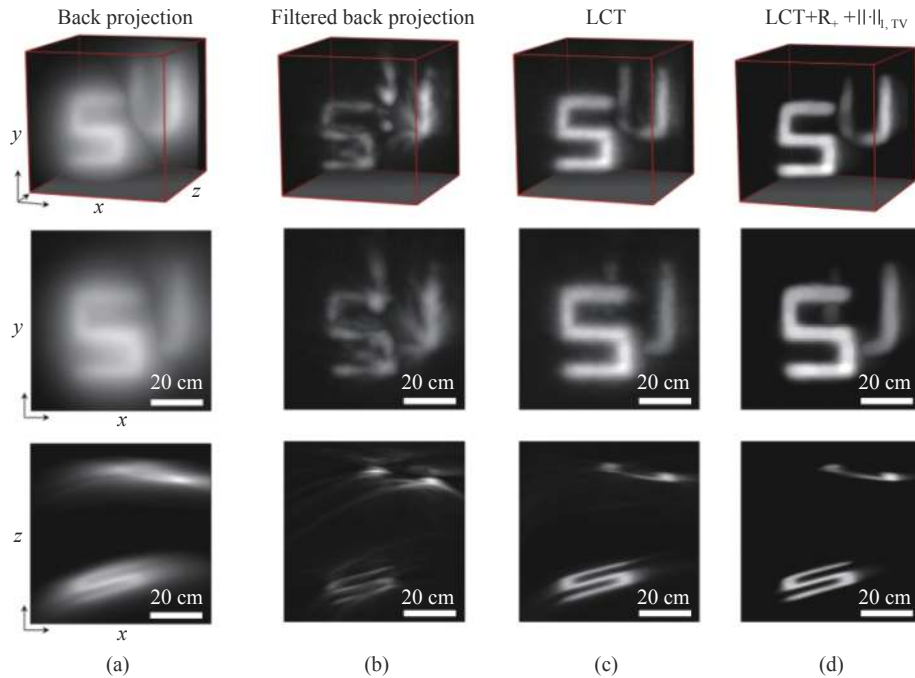 Back projection
Filtered back projection
LCT
LCT+R₊ +||·||₁, TV
y
z
x
y
20 cm
20 cm
20 cm
20 cm
x
z
20 cm
20 cm
20 cm
20 cm
x
(a)
(b)
(c)
(d)